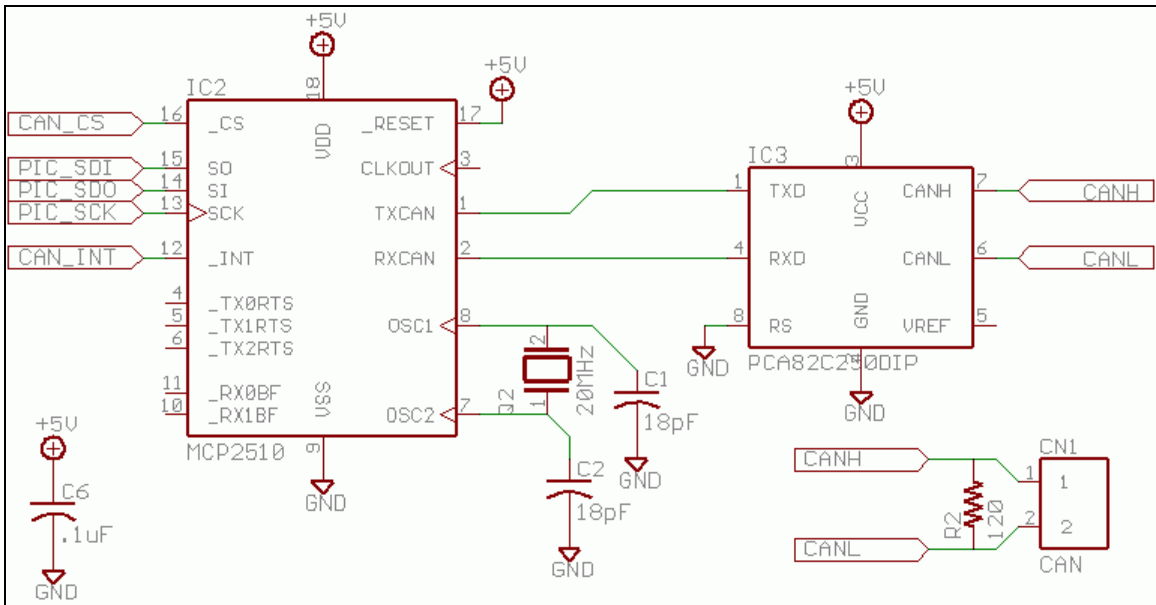 +5V
+5V
+5V
IC2
18
VDD
CAN_CS
16
_CS
17
_RESET
PIC_SDI
15
SO
3
CLKOUT
PIC_SDO
14
SI
PIC_SCK
13
SCK
1
TXCAN
CAN_INT
12
_INT
2
RXCAN
4
_TX0RTS
5
_TX1RTS
6
_TX2RTS
8
OSC1
11
_RX0BF
10
_RX1BF
7
OSC2
VSS
9
MCP2510
GND
2
1
Q2
20MHz
C1
18pF
GND
C2
18pF
GND
IC3
3
VCC
1
TXD
7
CANH
CANH
4
RXD
6
CANL
CANL
8
RS
5
VREF
GND
GND
PCA82C250DIP
GND
+5V
C6
.1uF
GND
CANH
CANL
R2
120
CN1
1
1
2
2
CAN